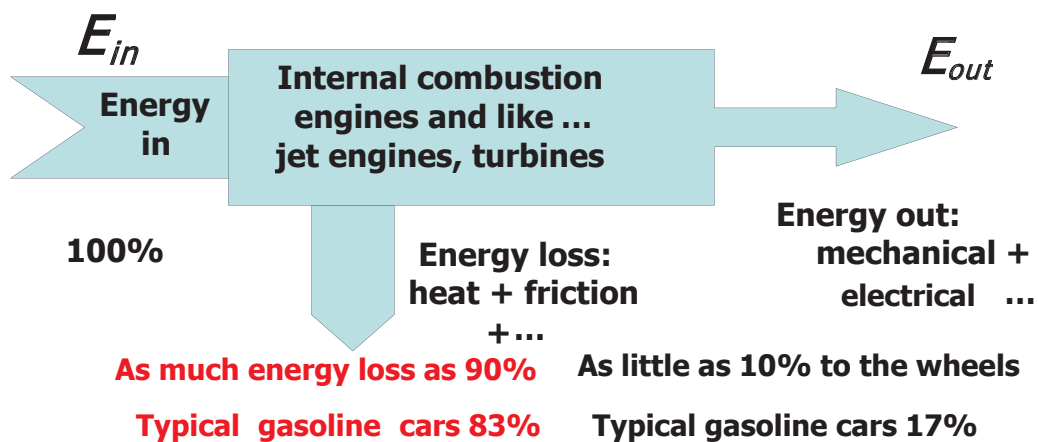 E_in
E_out
Energy
in
Internal combustion
engines and like ...
jet engines, turbines
100%
Energy loss:
heat + friction
+ ...
Energy out:
mechanical +
electrical ...
As much energy loss as 90%
As little as 10% to the wheels
Typical gasoline cars 83%
Typical gasoline cars 17%